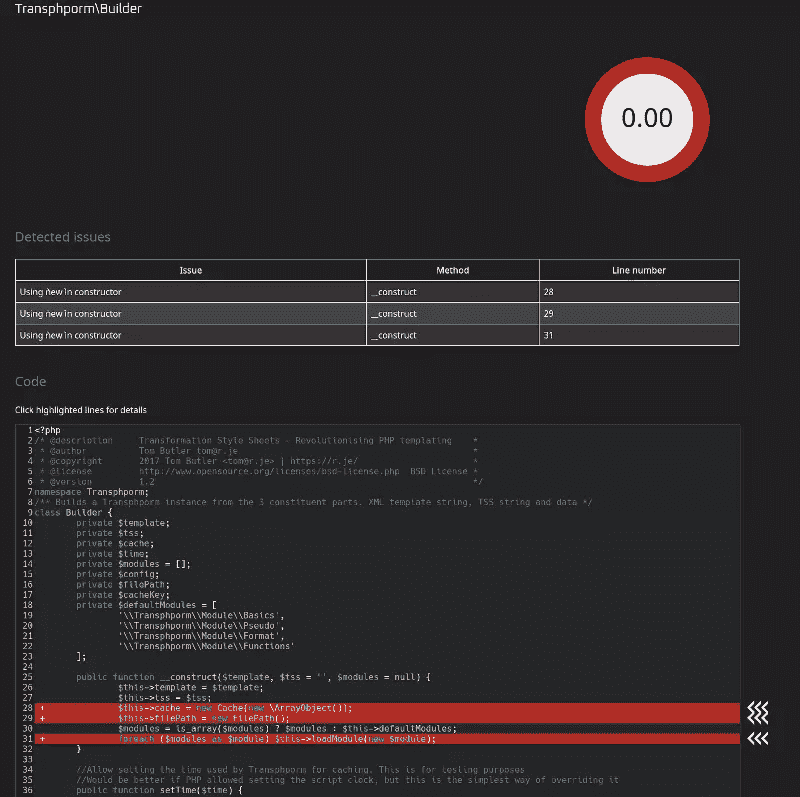 Transphporm\Builder
0.00
Detected issues
Issue Method Line number
Using new in constructor __construct 28
Using new in constructor __construct 29
Using new in constructor __construct 31
Code
Click highlighted lines for details
1 <?php
2 /* @description Transformation Style Sheets - Revolutionising PHP templating *
3 * @author Tom Butler tom@r.je *
4 * @copyright 2017 Tom Butler <tom@r.je> | https://r.je/ *
5 * @license http://www.opensource.org/licenses/bsd-license.php BSD License *
6 * @version 1.2 */
7 namespace Transphporm;
8 /** Builds a Transphporm instance from the 3 constituent parts. XML template string, TSS string and data */
9 class Builder {
10 private $template;
11 private $tss;
12 private $cache;
13 private $time;
14 private $modules = [];
15 private $config;
16 private $filePath;
17 private $cacheKey;
18 private $defaultModules = [
19 '\\Transphporm\\Module\\Basics',
20 '\\Transphporm\\Module\\Pseudo',
21 '\\Transphporm\\Module\\Format',
22 '\\Transphporm\\Module\\Functions'
23 ];
24
25 public function __construct($template, $tss = '', $modules = null) {
26 $this->template = $template;
27 $this->tss = $tss;
28 + $this->cache = new Cache(new \ArrayObject());
29 + $this->filePath = new FilePath();
30 $modules = is_array($modules) ? $modules : $this->defaultModules;
31 + foreach ($modules as $module) $this->loadModule(new $module);
32 }
33
34 //Allow setting the time used by Transphporm for caching. This is for testing purposes
35 //Would be better if PHP allowed setting the script clock, but this is the simplest way of overriding it
36 public function setTime($time) {